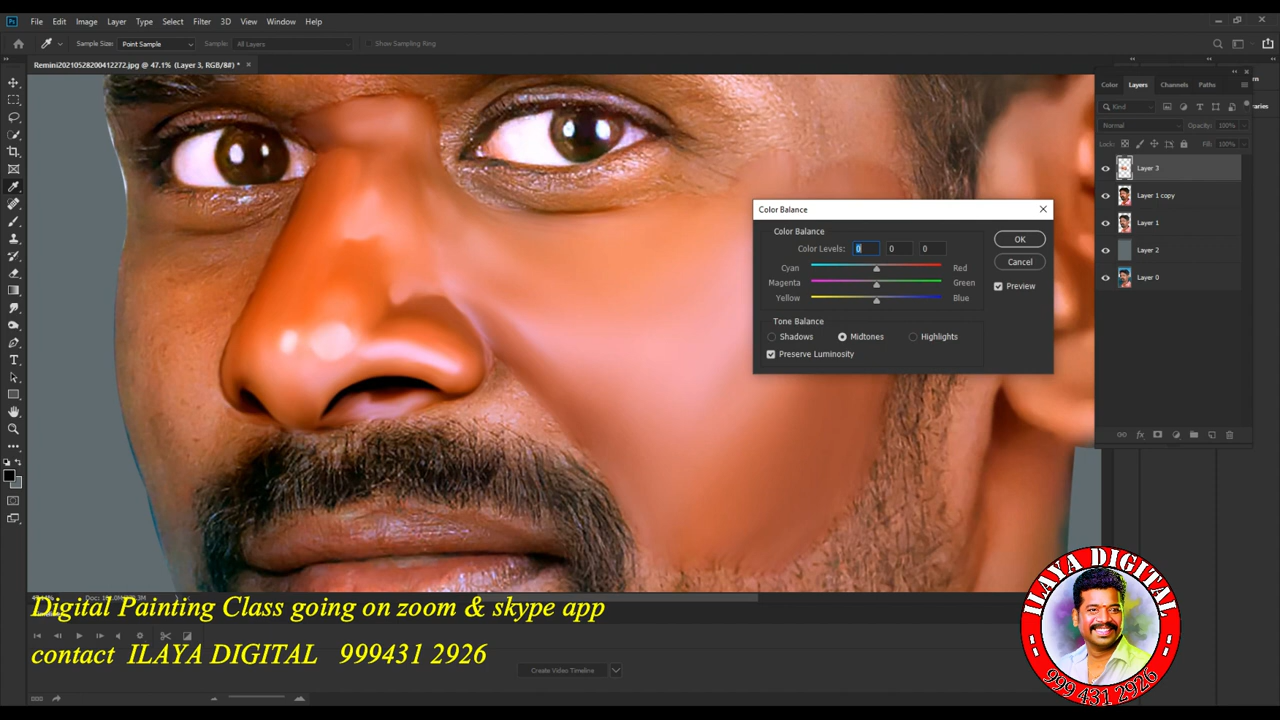 Ps File Edit Image Layer Type Select Filter 3D View Window Help
Sample Size: Point Sample Sample: All Layers Show Sampling Ring
Remini20210528200412272.jpg @ 47.1% (Layer 3, RGB/8#) *
Color Layers Channels Paths
Kind
Normal Opacity: 100%
Lock: Fill: 100%
Layer 3
Layer 1 copy
Layer 1
Layer 2
Layer 0
Color Balance
Color Balance
Color Levels: 0 0 0
Cyan Red
Magenta Green
Yellow Blue
Tone Balance
Shadows Midtones Highlights
Preserve Luminosity
OK
Cancel
Preview
Digital Painting Class going on zoom & skype app
contact ILAYA DIGITAL 999431 2926
Create Video Timeline
ILAYA DIGITAL
999 431 2926